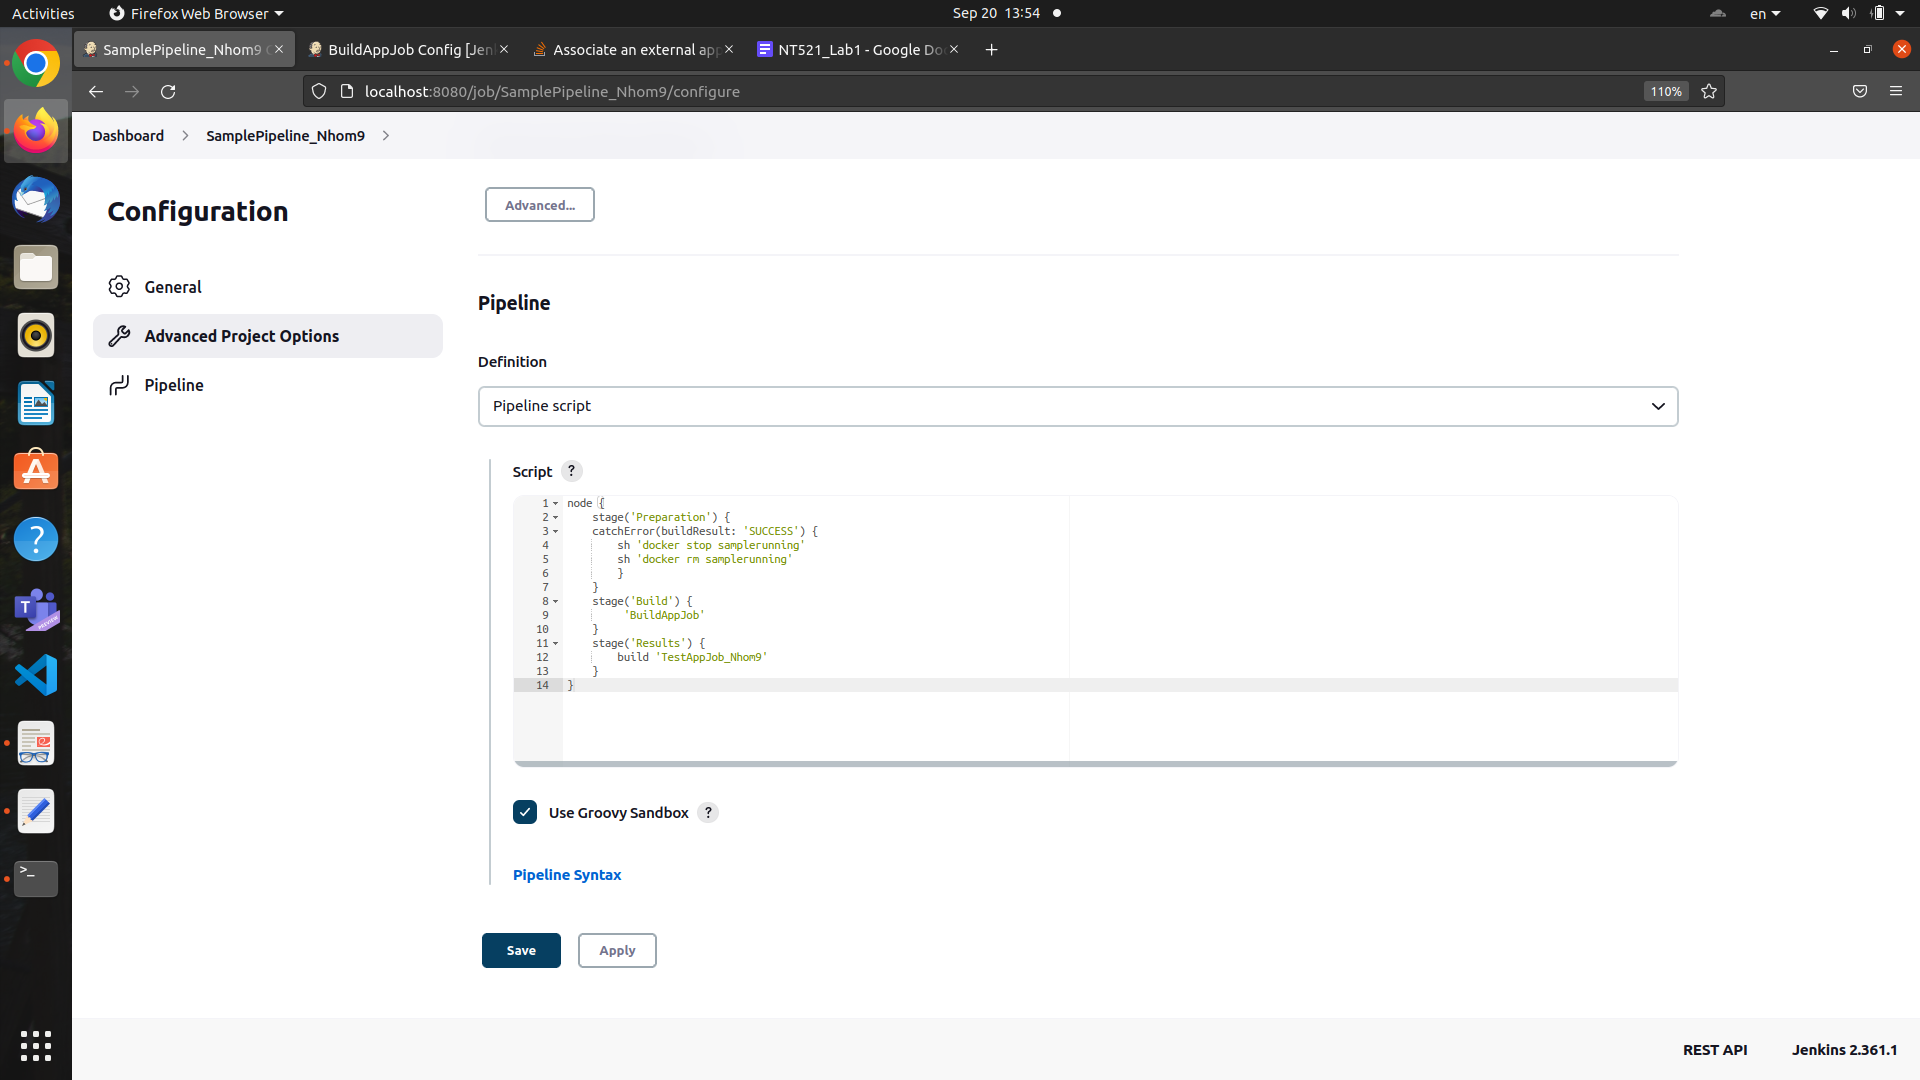 Activities Firefox Web Browser Sep 20 13:54 en
SamplePipeline_Nhom9 BuildAppJob Config [Jen Associate an external app NT521_Lab1 - Google Do
localhost:8080/job/SamplePipeline_Nhom9/configure 110%
Dashboard SamplePipeline_Nhom9
Configuration
General
Advanced Project Options
Pipeline
Advanced...
Pipeline
Definition
Pipeline script
Script ?
1 node {
2 stage('Preparation') {
3 catchError(buildResult: 'SUCCESS') {
4 sh 'docker stop samplerunning'
5 sh 'docker rm samplerunning'
6 }
7 }
8 stage('Build') {
9 'BuildAppJob'
10 }
11 stage('Results') {
12 build 'TestAppJob_Nhom9'
13 }
14 }
Use Groovy Sandbox ?
Pipeline Syntax
Save Apply
REST API Jenkins 2.361.1